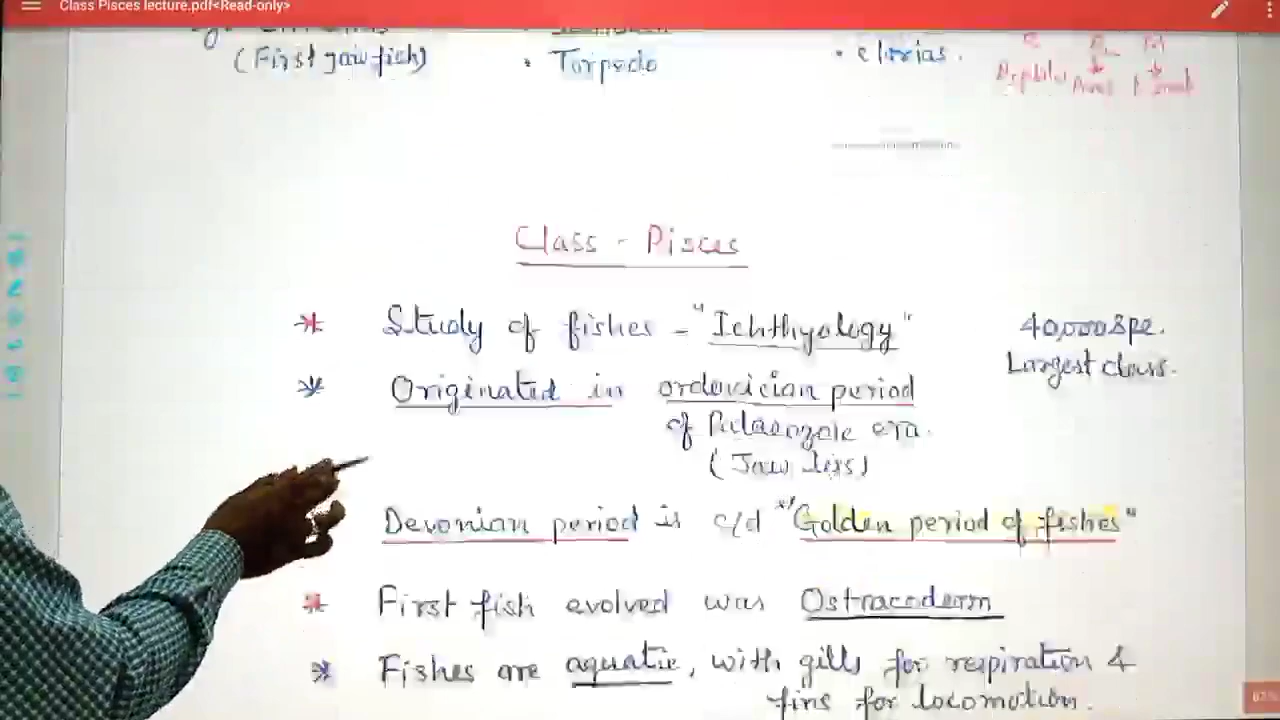 Class Pisces lecture.pdf<Read-only>
(First jaw fish)
• Torpedo
• clarias.
Class - Pisces
* Study of fishes - "Ichthyology"
40,000 spe.
Largest class.
* Originated in ordovician period
of Palaeozoic era.
(Jaw less)
Devonian period is c/d "Golden period of fishes"
* First fish evolved was Ostracoderm
* Fishes are aquatic, with gills for respiration &
fins for locomotion.